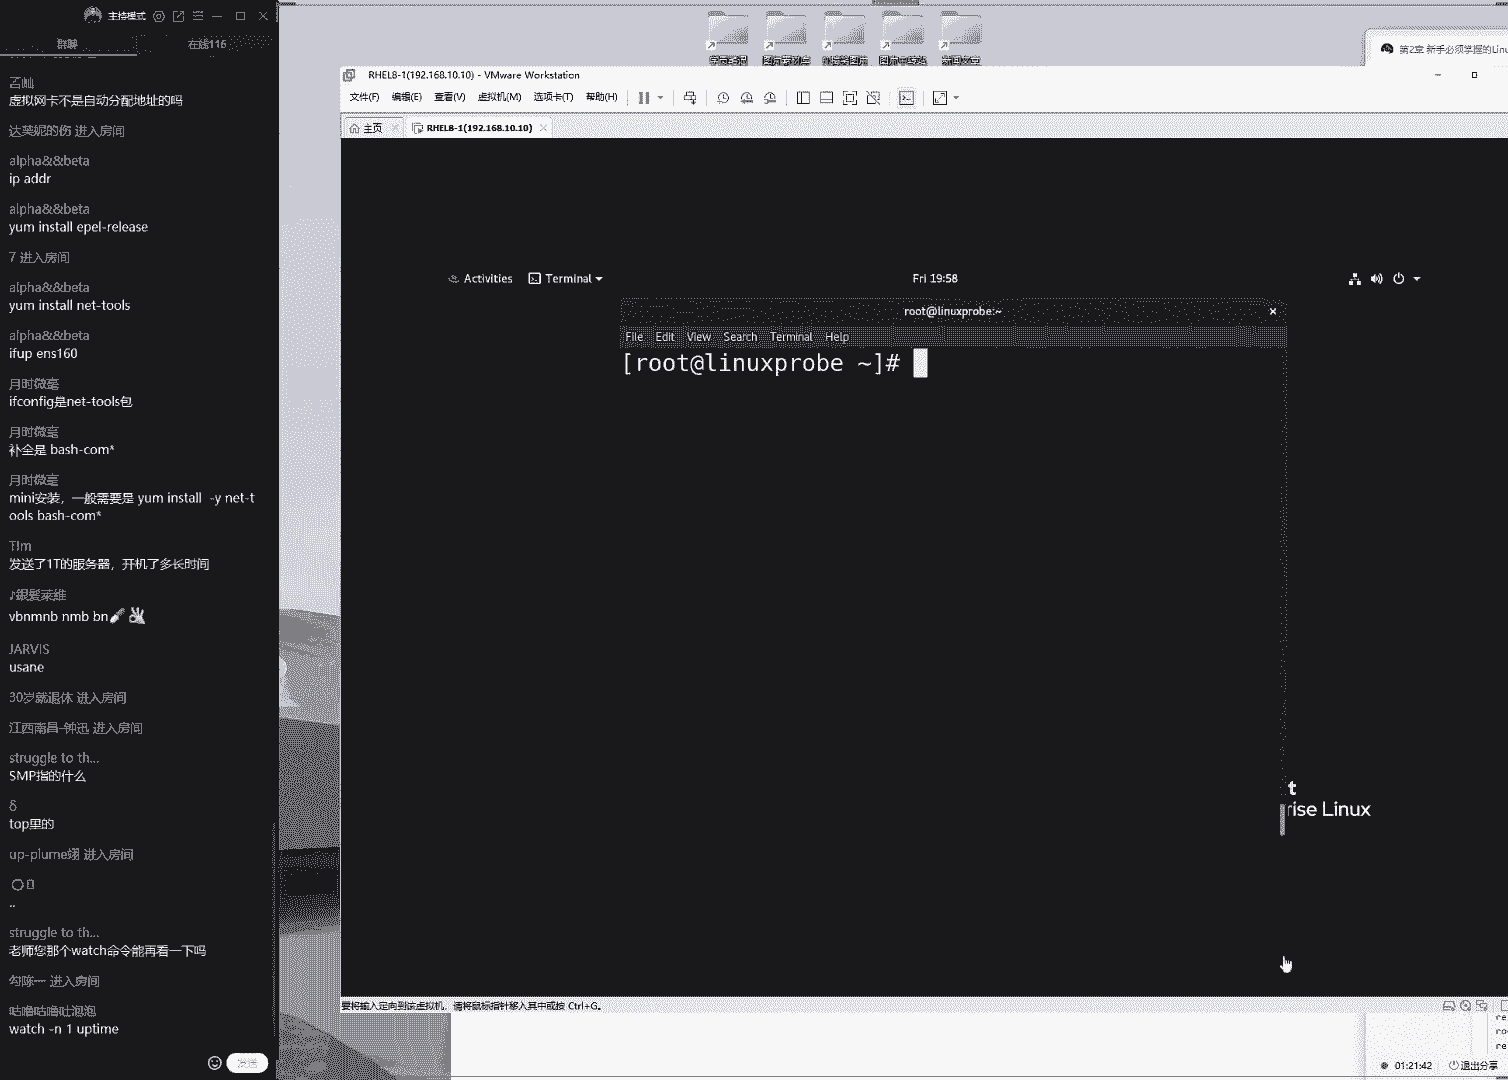 主持模式
群聊
在线116
虚拟网卡不是自动分配地址的吗
达芙妮的伤 进入房间
alpha&&beta
ip addr
alpha&&beta
yum install epel-release
7 进入房间
alpha&&beta
yum install net-tools
alpha&&beta
ifup ens160
月时微毫
ifconfig是net-tools包
月时微毫
补全是 bash-com*
月时微毫
mini安装，一般需要是 yum install  -y net-t
ools bash-com*
Tim
发送了1T的服务器，开机了多长时间
vbnmnb nmb bn
JARVIS
usane
30岁就退休 进入房间
江西南昌-钟迅 进入房间
struggle to th...
SMP指的什么
δ
top里的
up-plume翊 进入房间
..
struggle to th...
老师您那个watch命令能再看一下吗
勾陈一 进入房间
咕噜咕噜吐泡泡
watch -n 1 uptime
发送
第2章 新手必须掌握的Linu
RHEL8-1(192.168.10.10) - VMware Workstation
文件(F) 编辑(E) 查看(V) 虚拟机(M) 选项卡(T) 帮助(H)
主页 RHEL8-1(192.168.10.10)
Activities Terminal Fri 19:58
root@linuxprobe:~
File Edit View Search Terminal Help
[root@linuxprobe ~]#
t
rise Linux
要将输入定向到该虚拟机，请将鼠标指针移入其中或按 Ctrl+G。
re
ro
re
01:21:42 退出分享